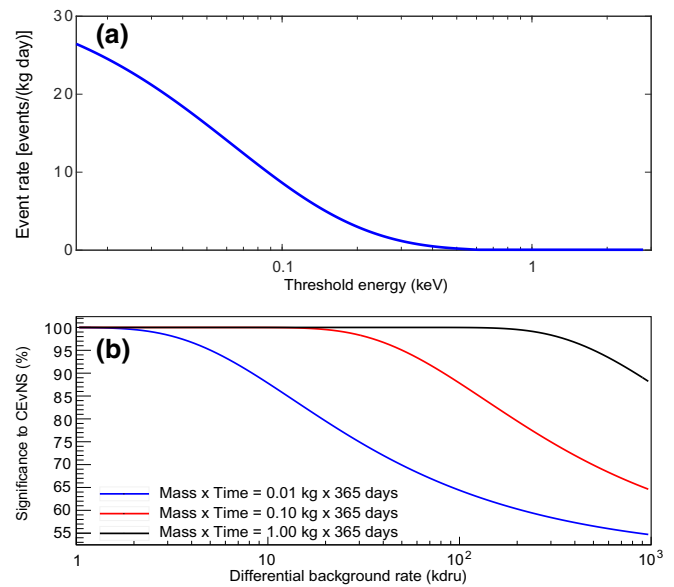 (a)
Event rate [events/(kg day)]
30
20
10
0
0.1
1
Threshold energy (keV)
(b)
Significance to CEvNS (%)
100
95
90
85
80
75
70
65
60
55
Mass x Time = 0.01 kg x 365 days
Mass x Time = 0.10 kg x 365 days
Mass x Time = 1.00 kg x 365 days
1
10
10²
10³
Differential background rate (kdru)